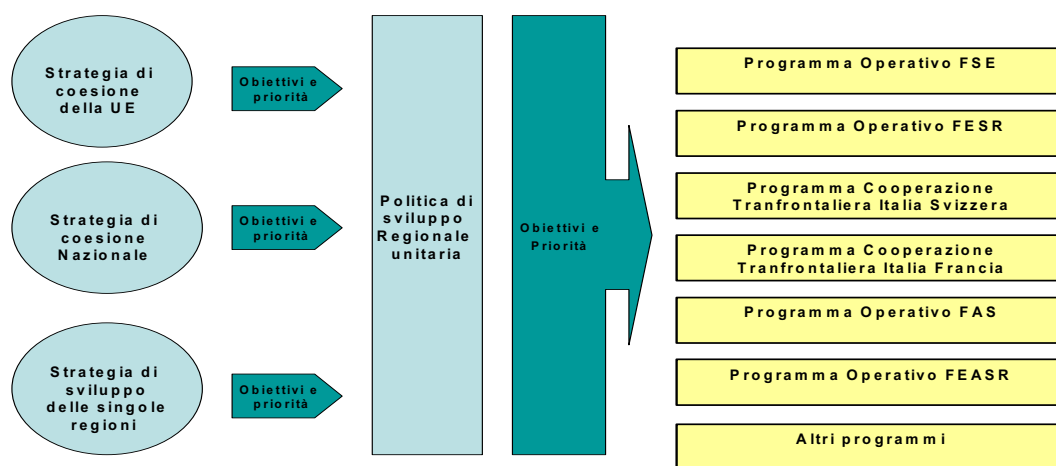 Strategia di
coesione
della UE
Obiettivi e
priorità
Strategia di
coesione
Nazionale
Obiettivi e
priorità
Strategia di
sviluppo
delle singole
regioni
Obiettivi e
priorità
Politica di
sviluppo
Regionale
unitaria
Obiettivi e
Priorità
Programma Operativo FSE
Programma Operativo FESR
Programma Cooperazione
Tranfrontaliera Italia Svizzera
Programma Cooperazione
Tranfrontaliera Italia Francia
Programma Operativo FAS
Programma Operativo FEASR
Altri programmi